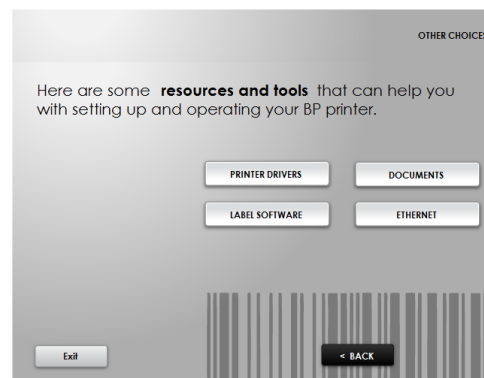 OTHER CHOICES
Here are some resources and tools that can help you
with setting up and operating your BP printer.
PRINTER DRIVERS
DOCUMENTS
LABEL SOFTWARE
ETHERNET
Exit
< BACK